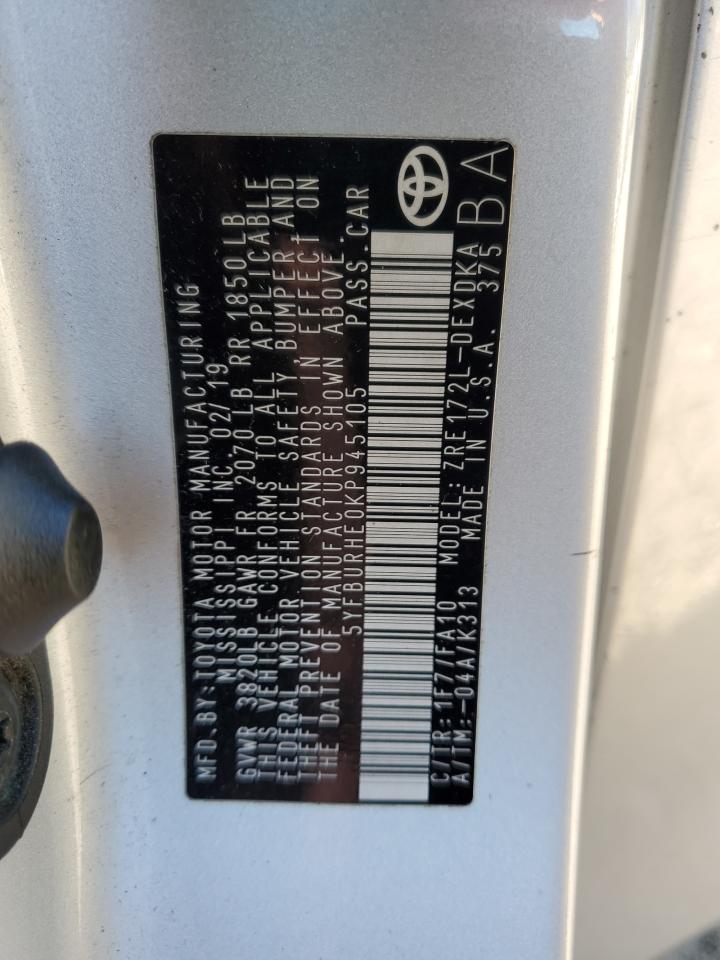 MFD.BY:TOYOTA MOTOR MANUFACTURING
MISSISSIPPI INC.02/19
GVWR 3820LB GAWR FR 2070LB RR 1850LB
THIS VEHICLE CONFORMS TO ALL APPLICABLE
FEDERAL MOTOR VEHICLE SAFETY,BUMPER,AND
THEFT PREVENTION STANDARDS IN EFFECT ON
THE DATE OF MANUFACTURE SHOWN ABOVE.
5YFBURHE0KP945105 PASS.CAR
C/TR:1F7/FA10 MODEL:ZRE172L-DEXDKA
A/TM:-04A/K313 MADE IN U.S.A. 375
BA